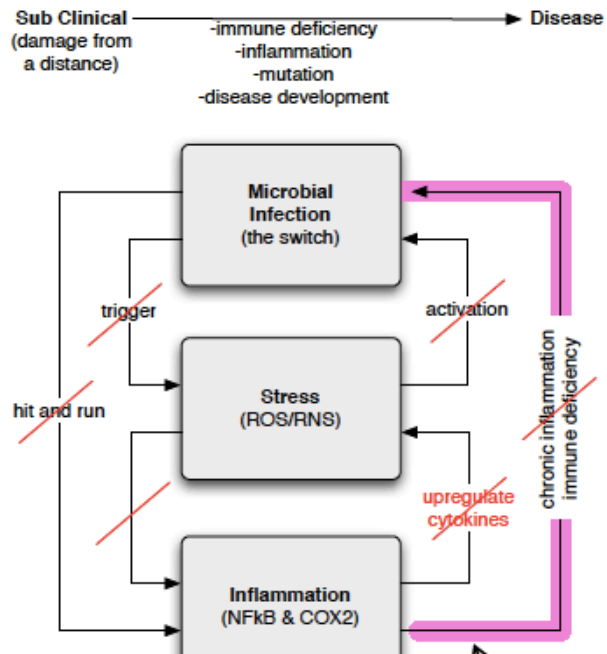 Sub Clinical
(damage from
a distance)
-immune deficiency
-inflammation
-mutation
-disease development
Disease
Microbial
Infection
(the switch)
trigger
activation
hit and run
Stress
(ROS/RNS)
chronic inflammation
immune deficiency
upregulate
cytokines
Inflammation
(NFkB & COX2)